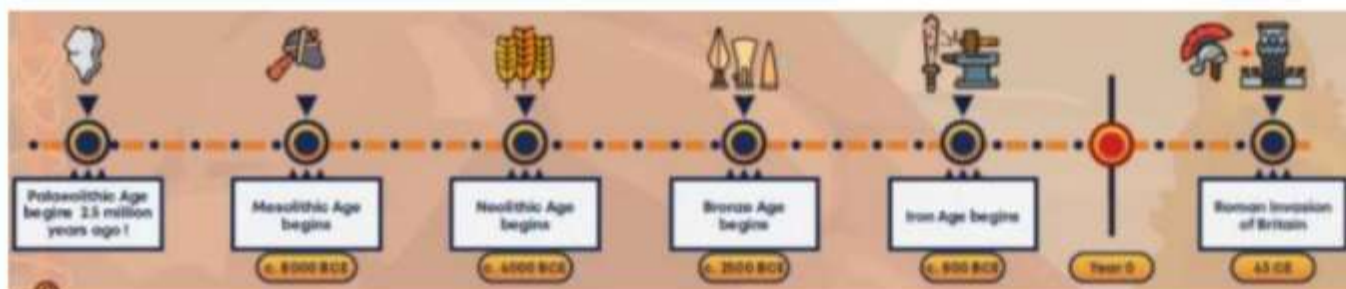 Palaeolithic Age
begins 2.5 million
years ago !
Mesolithic Age
begins
c. 8000 BCE
Neolithic Age
begins
c. 4000 BCE
Bronze Age
begins
c. 2500 BCE
Iron Age begins
c. 800 BCE
Year 0
Roman Invasion
of Britain
43 CE